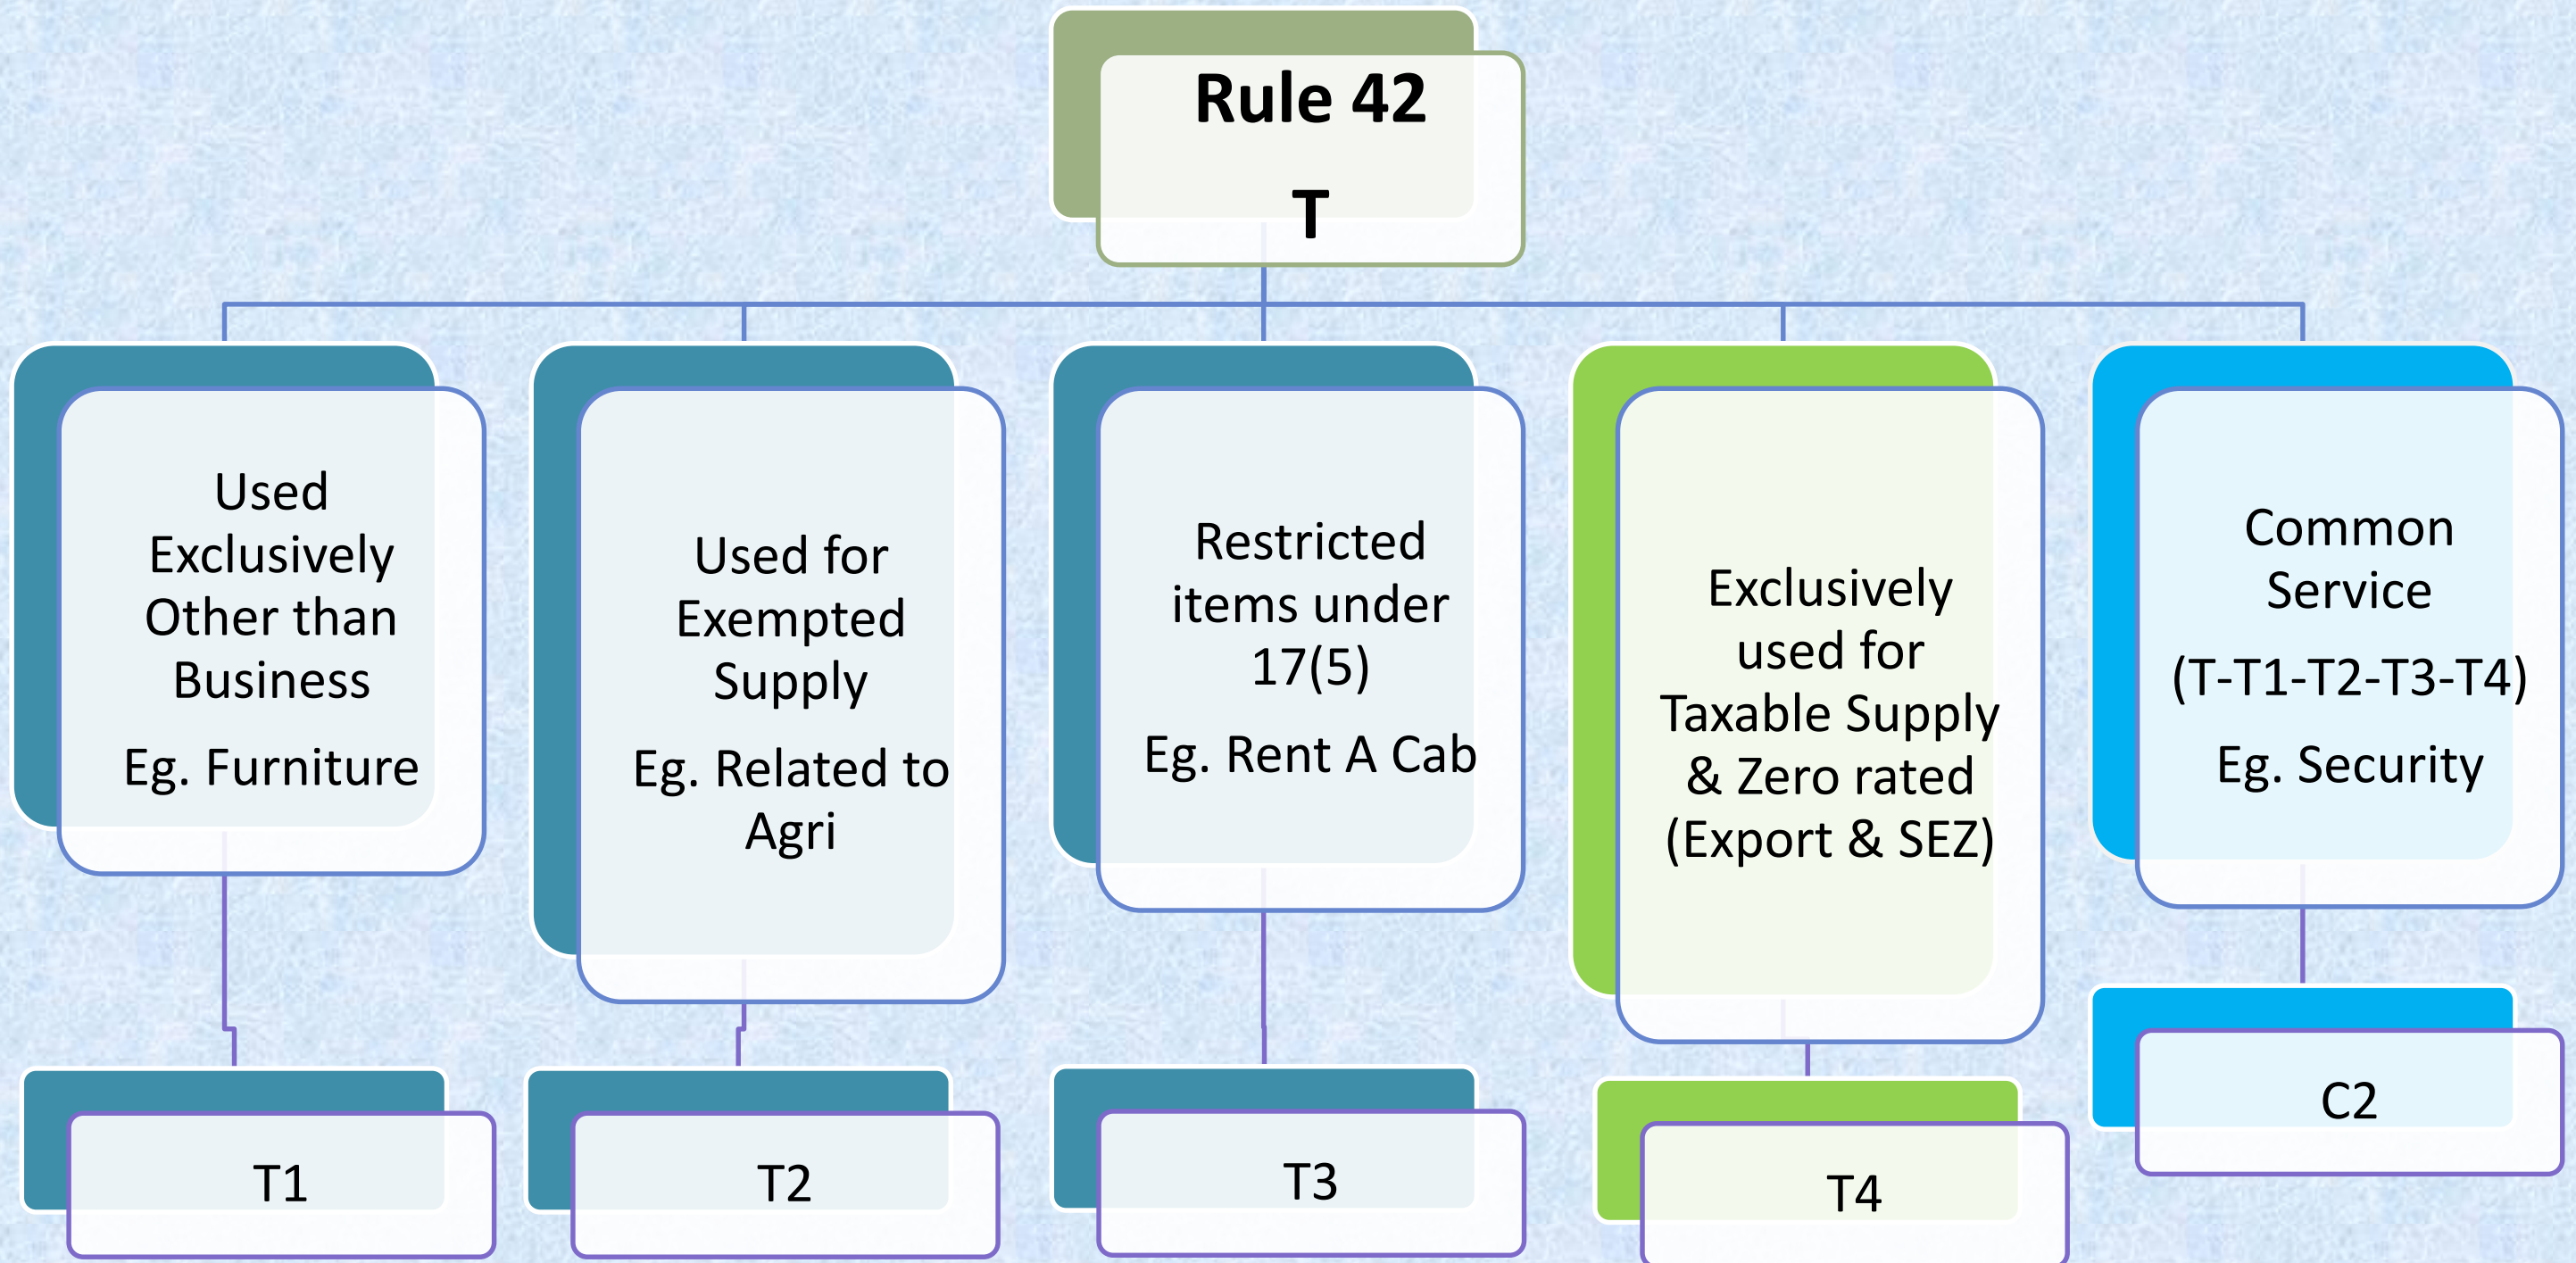 Rule 42
T
Used
Exclusively
Other than
Business
Eg. Furniture
Used for
Exempted
Supply
Eg. Related to
Agri
Restricted
items under
17(5)
Eg. Rent A Cab
Exclusively
used for
Taxable Supply
& Zero rated
(Export & SEZ)
Common
Service
(T-T1-T2-T3-T4)
Eg. Security
T1
T2
T3
T4
C2